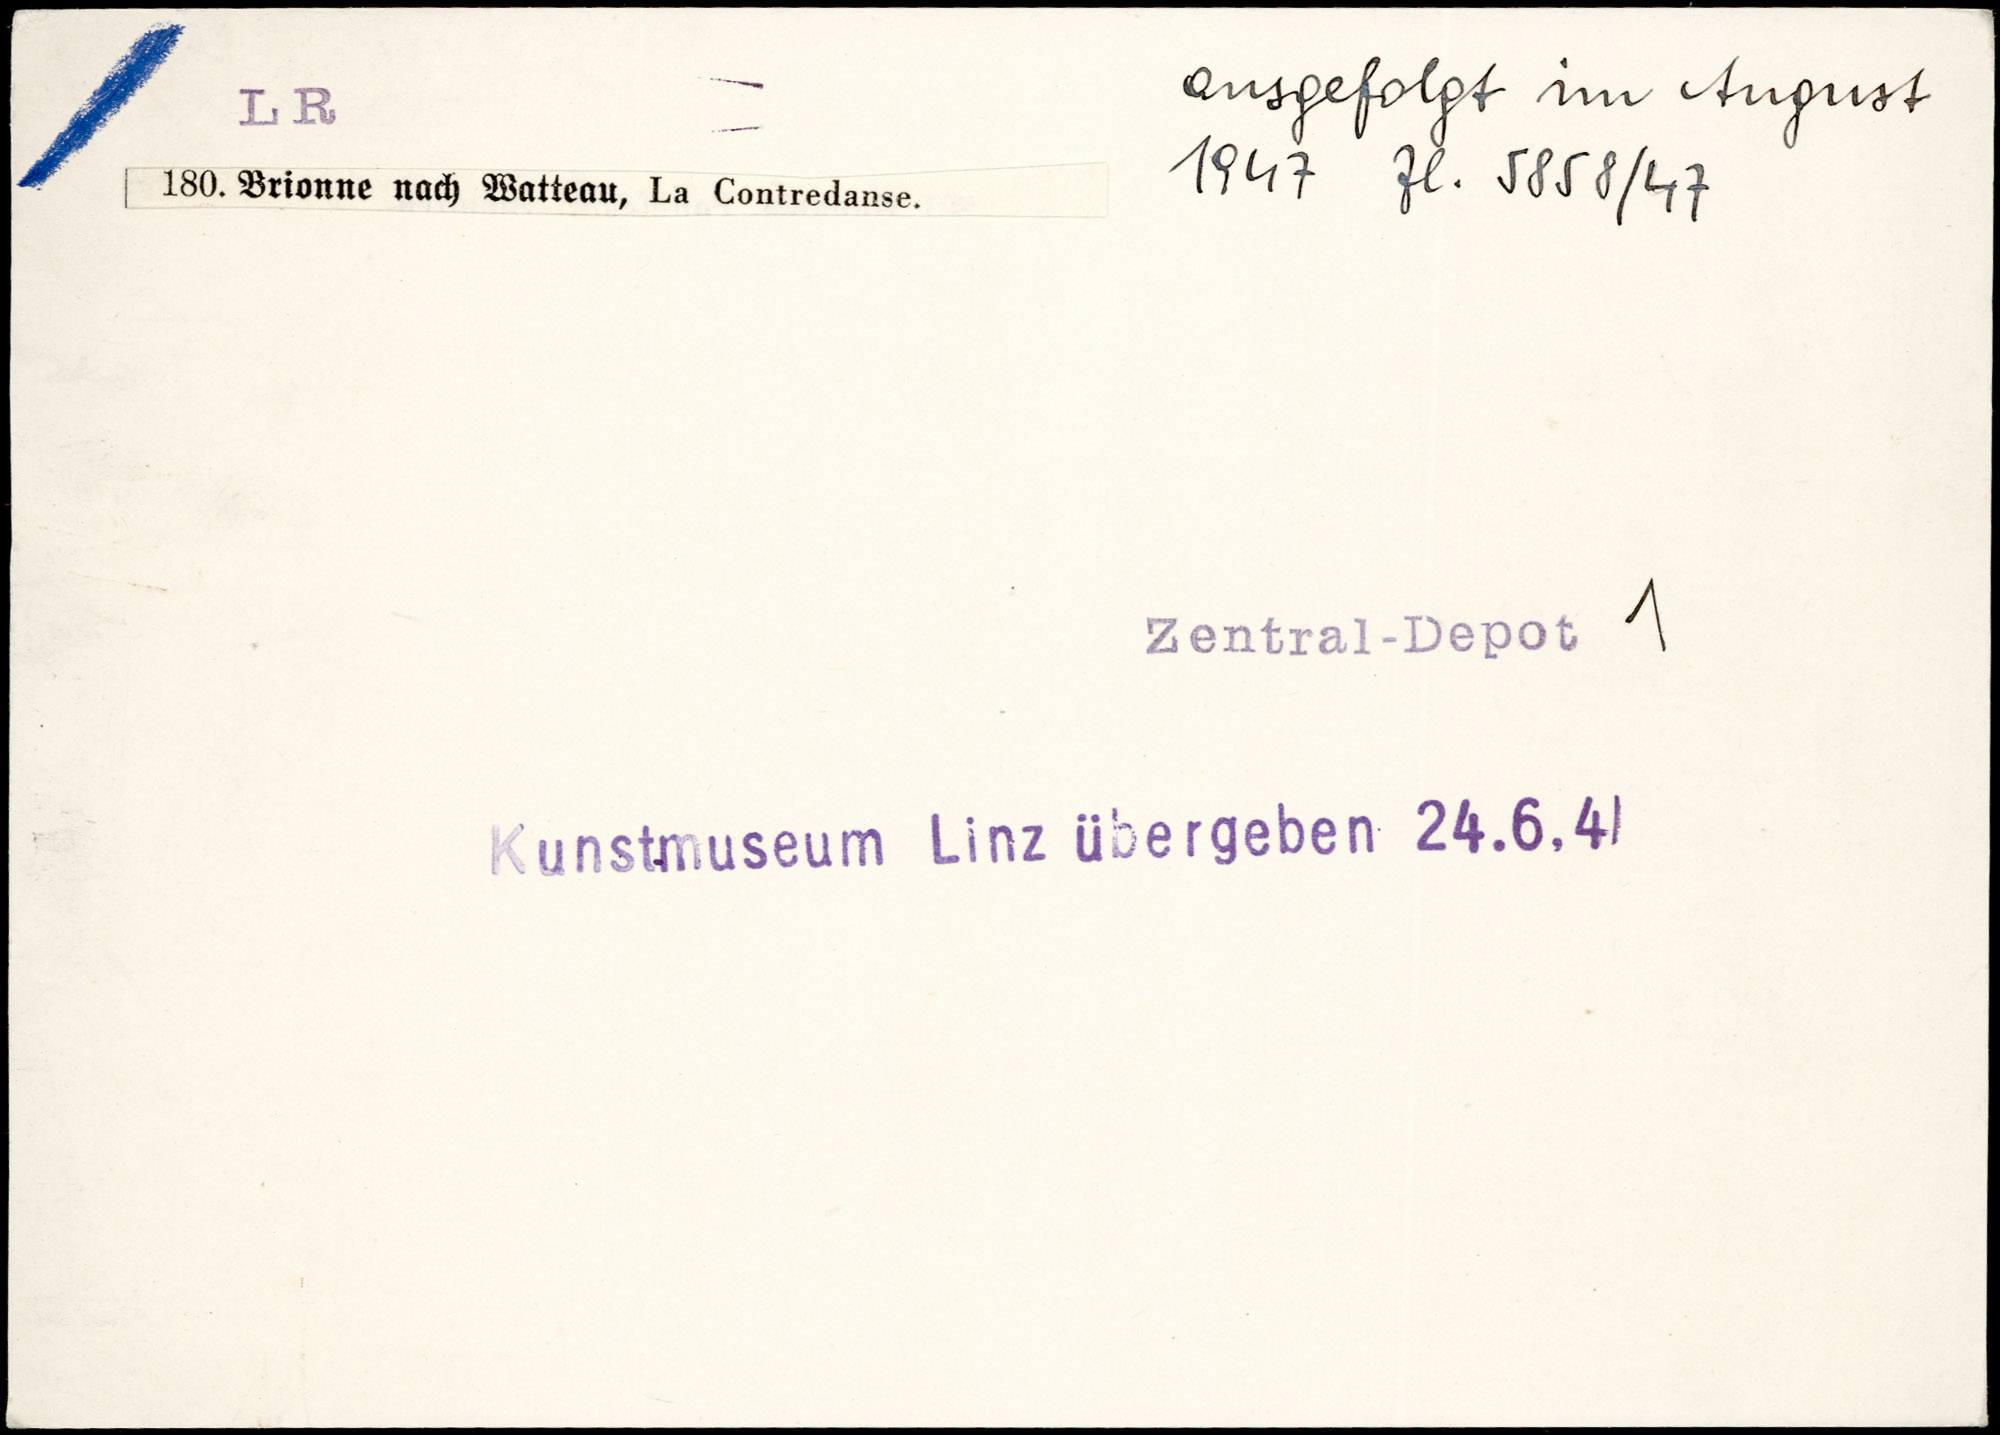 LR
ausgefolgt im August
1947 Zl. 5858/47
180. Brionne nach Watteau, La Contredanse.
Zentral-Depot 1
Kunstmuseum Linz übergeben 24.6.41